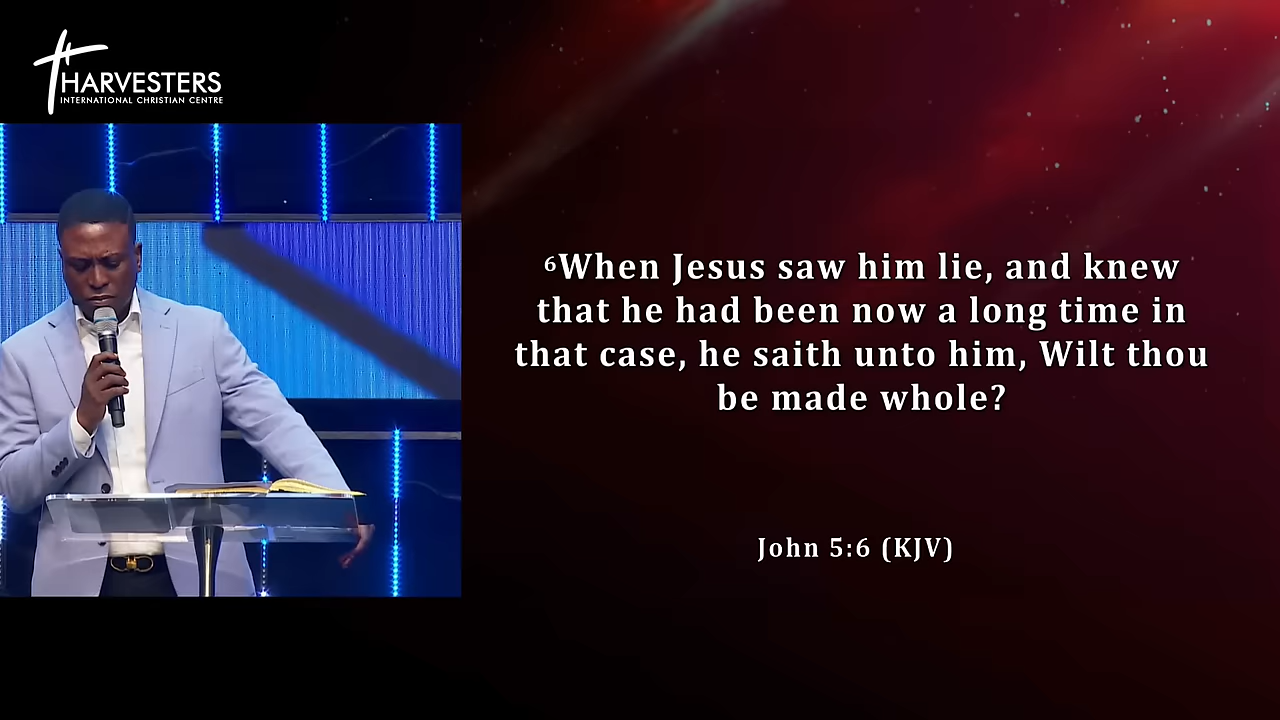 HARVESTERS
INTERNATIONAL CHRISTIAN CENTRE
⁶When Jesus saw him lie, and knew
that he had been now a long time in
that case, he saith unto him, Wilt thou
be made whole?
John 5:6 (KJV)